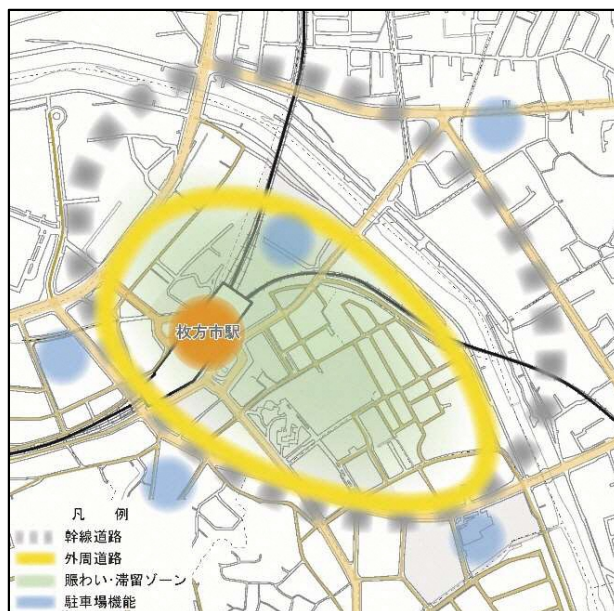 枚方市駅
凡 例
幹線道路
外周道路
賑わい・滞留ゾーン
駐車場機能